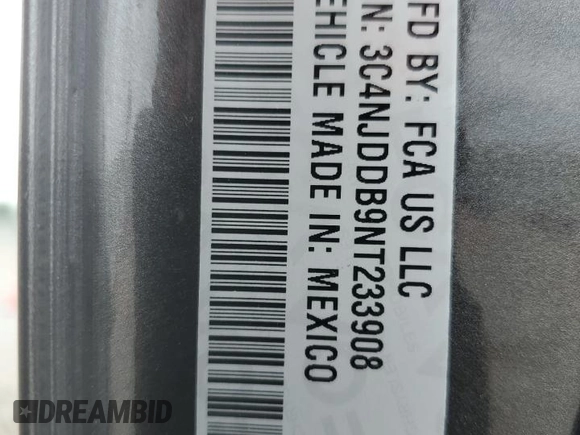 FD BY: FCA US LLC
N: 3C4NJDDB9NT233908
EHICLE MADE IN: MEXICO
DREAMBID